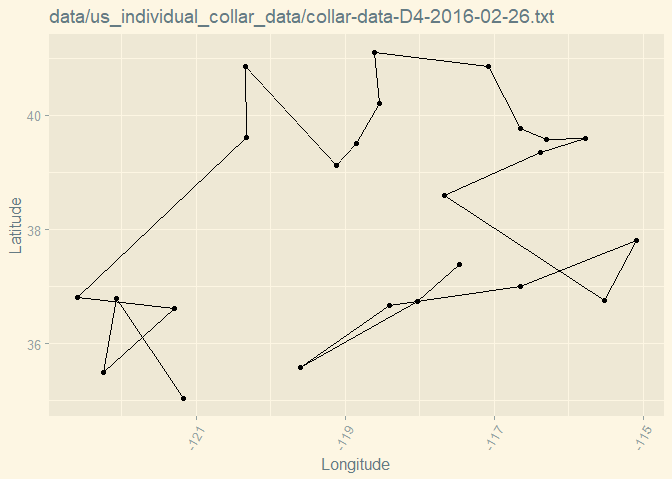 data/us_individual_collar_data/collar-data-D4-2016-02-26.txt
Latitude
40
38
36
-121
-119
-117
-115
Longitude